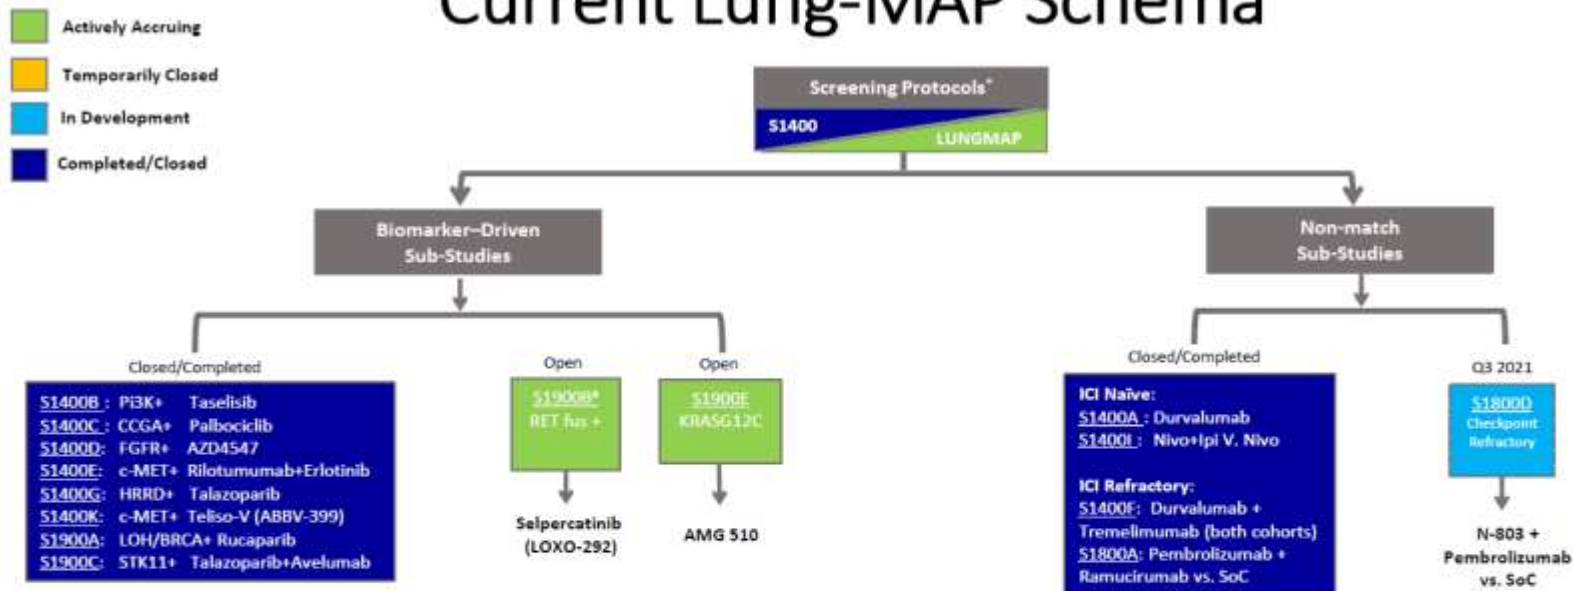 Current Lung-MAP Schema
Actively Accruing
Temporarily Closed
In Development
Completed/Closed
Screening Protocols*
S1400
LUNGMAP
Biomarker–Driven
Sub-Studies
Non-match
Sub-Studies
Closed/Completed
S1400B : Pi3K+ Taselisib
S1400C : CCGA+ Palbociclib
S1400D: FGFR+ AZD4547
S1400E: c-MET+ Rilotumumab+Erlotinib
S1400G: HRRD+ Talazoparib
S1400K: c-MET+ Teliso-V (ABBV-399)
S1900A: LOH/BRCA+ Rucaparib
S1900C: STK11+ Talazoparib+Avelumab
Open
S1900B*
RET fus +
Selpercatinib
(LOXO-292)
Open
S1900E
KRASG12C
AMG 510
Closed/Completed
ICI Naïve:
S1400A : Durvalumab
S1400I : Nivo+Ipi V. Nivo
ICI Refractory:
S1400F: Durvalumab +
Tremelimumab (both cohorts)
S1800A: Pembrolizumab +
Ramucirumab vs. SoC
Q3 2021
S1800D
Checkpoint
Refractory
N-803 +
Pembrolizumab
vs. SoC